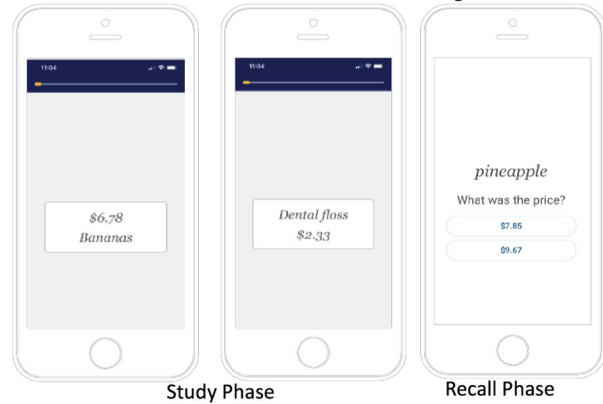 11:04
$6.78
Bananas
11:04
Dental floss
$2.33
pineapple
What was the price?
$7.85
$9.67
Study Phase
Recall Phase